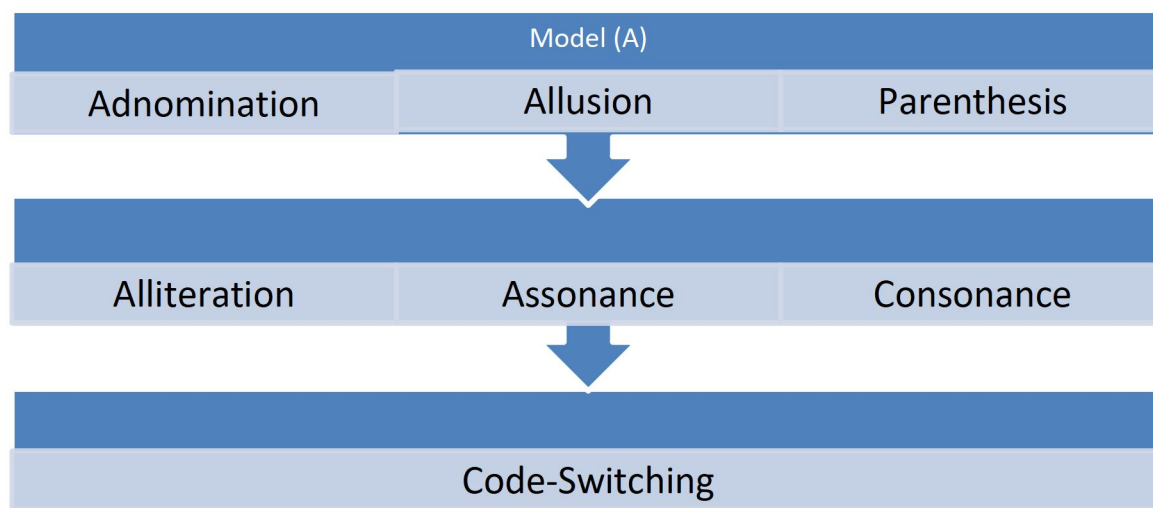 Model (A)
Adnomination Allusion Parenthesis
Alliteration Assonance Consonance
Code-Switching